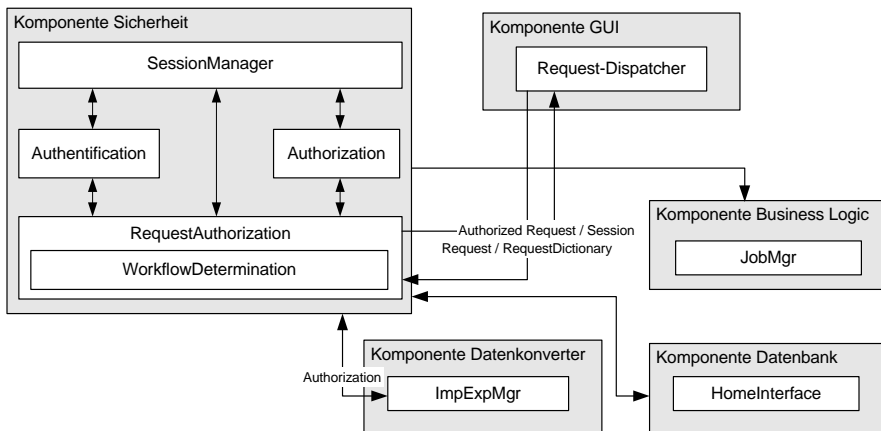 Komponente Sicherheit
SessionManager
Authentification
Authorization
RequestAuthorization
WorkflowDetermination
Komponente GUI
Request-Dispatcher
Authorized Request / Session
Request / RequestDictionary
Komponente Business Logic
JobMgr
Komponente Datenkonverter
Authorization
ImpExpMgr
Komponente Datenbank
HomeInterface